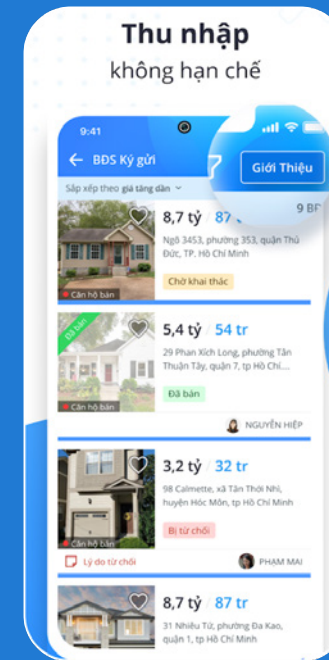 Thu nhập
không hạn chế
9:41
BĐS Ký gửi
Giới Thiệu
Sắp xếp theo giá tăng dần
9
8,7 tỷ / 87
Ngõ 3453, phường 353, quận Thủ
Đức, TP. Hồ Chí Minh
Chờ khai thác
Căn hộ bán
Đã bán
5,4 tỷ / 54 tr
29 Phan Xích Long, phường Tân
Thuận Tây, quận 7, tp Hồ Chí....
Đã bán
Căn hộ bán
NGUYỄN HIỆP
3,2 tỷ / 32 tr
98 Calmette, xã Tân Thới Nhì,
huyện Hóc Môn, tp Hồ Chí Minh
Bị từ chối
Căn hộ bán
Lý do từ chối
PHẠM MAI
8,7 tỷ / 87 tr
31 Nhiêu Tứ, phường Đa Kao,
quận 1, tp Hồ Chí Minh